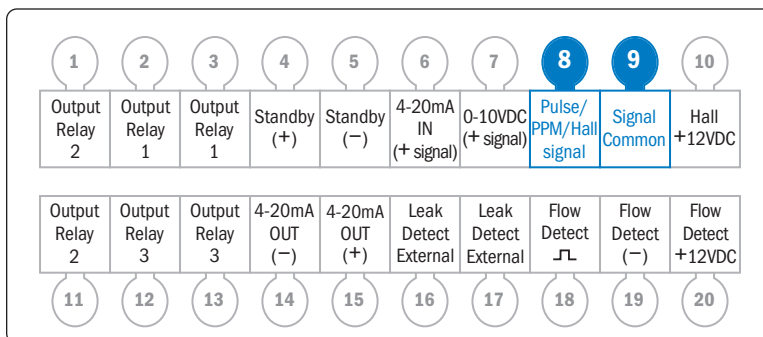 1 2 3 4 5 6 7 8 9 10
Output Relay 2
Output Relay 1
Output Relay 1
Standby (+)
Standby (−)
4-20mA IN (+ signal)
0-10VDC (+ signal)
Pulse/ PPM/Hall signal
Signal Common
Hall +12VDC
Output Relay 2
Output Relay 3
Output Relay 3
4-20mA OUT (−)
4-20mA OUT (+)
Leak Detect External
Leak Detect External
Flow Detect
Flow Detect (−)
Flow Detect +12VDC
11 12 13 14 15 16 17 18 19 20